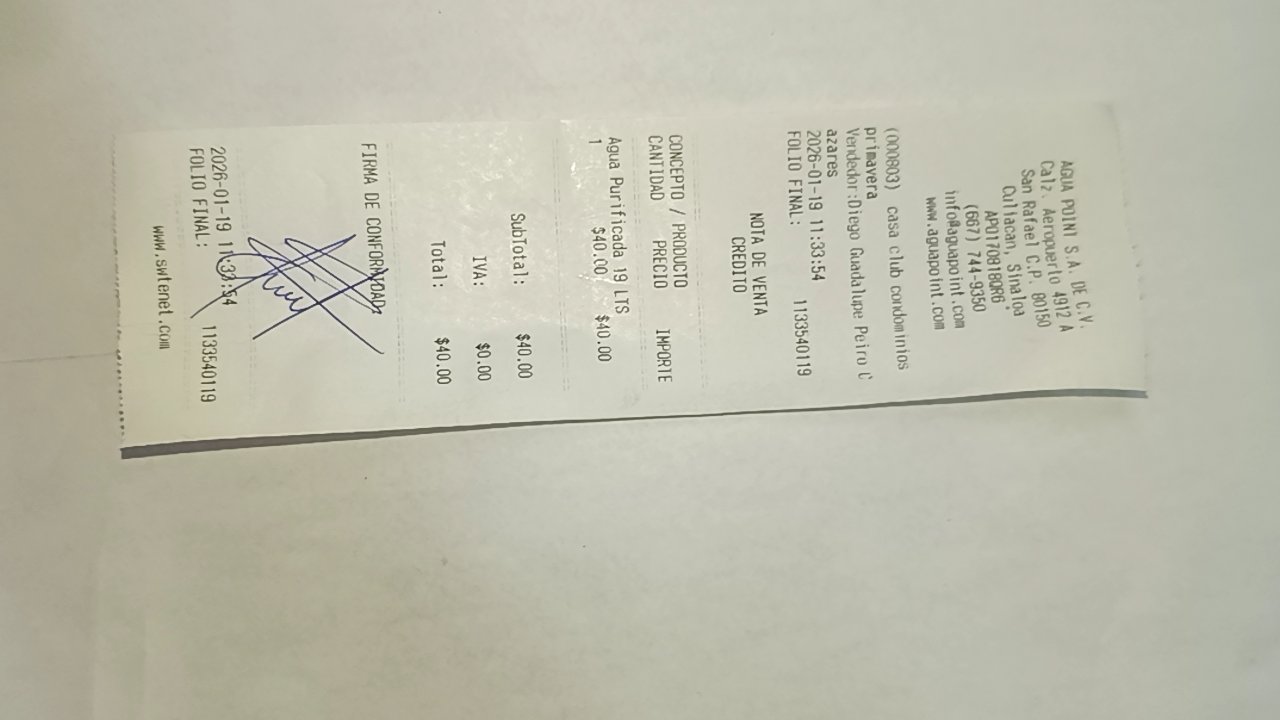 AGUA POINT S.A. DE C.V.
Calz. Aeropuerto 4912 A
San Rafael C.P. 80150
Culiacan, Sinaloa
APO170818QR6
(667) 744-9350
info@aguapoint.com
www.aguapoint.com
(000803) casa club condominios
primavera
Vendedor:Diego Guadalupe Peiro C
azares
2026-01-19 11:33:54
FOLIO FINAL: 1133540119
NOTA DE VENTA
CREDITO
CONCEPTO / PRODUCTO
CANTIDAD PRECIO IMPORTE
Agua Purificada 19 LTS
1 $40.00 $40.00
SubTotal: $40.00
IVA: $0.00
Total: $40.00
FIRMA DE CONFORMIDAD
2026-01-19 11:33:54
FOLIO FINAL: 1133540119
www.swtenet.com